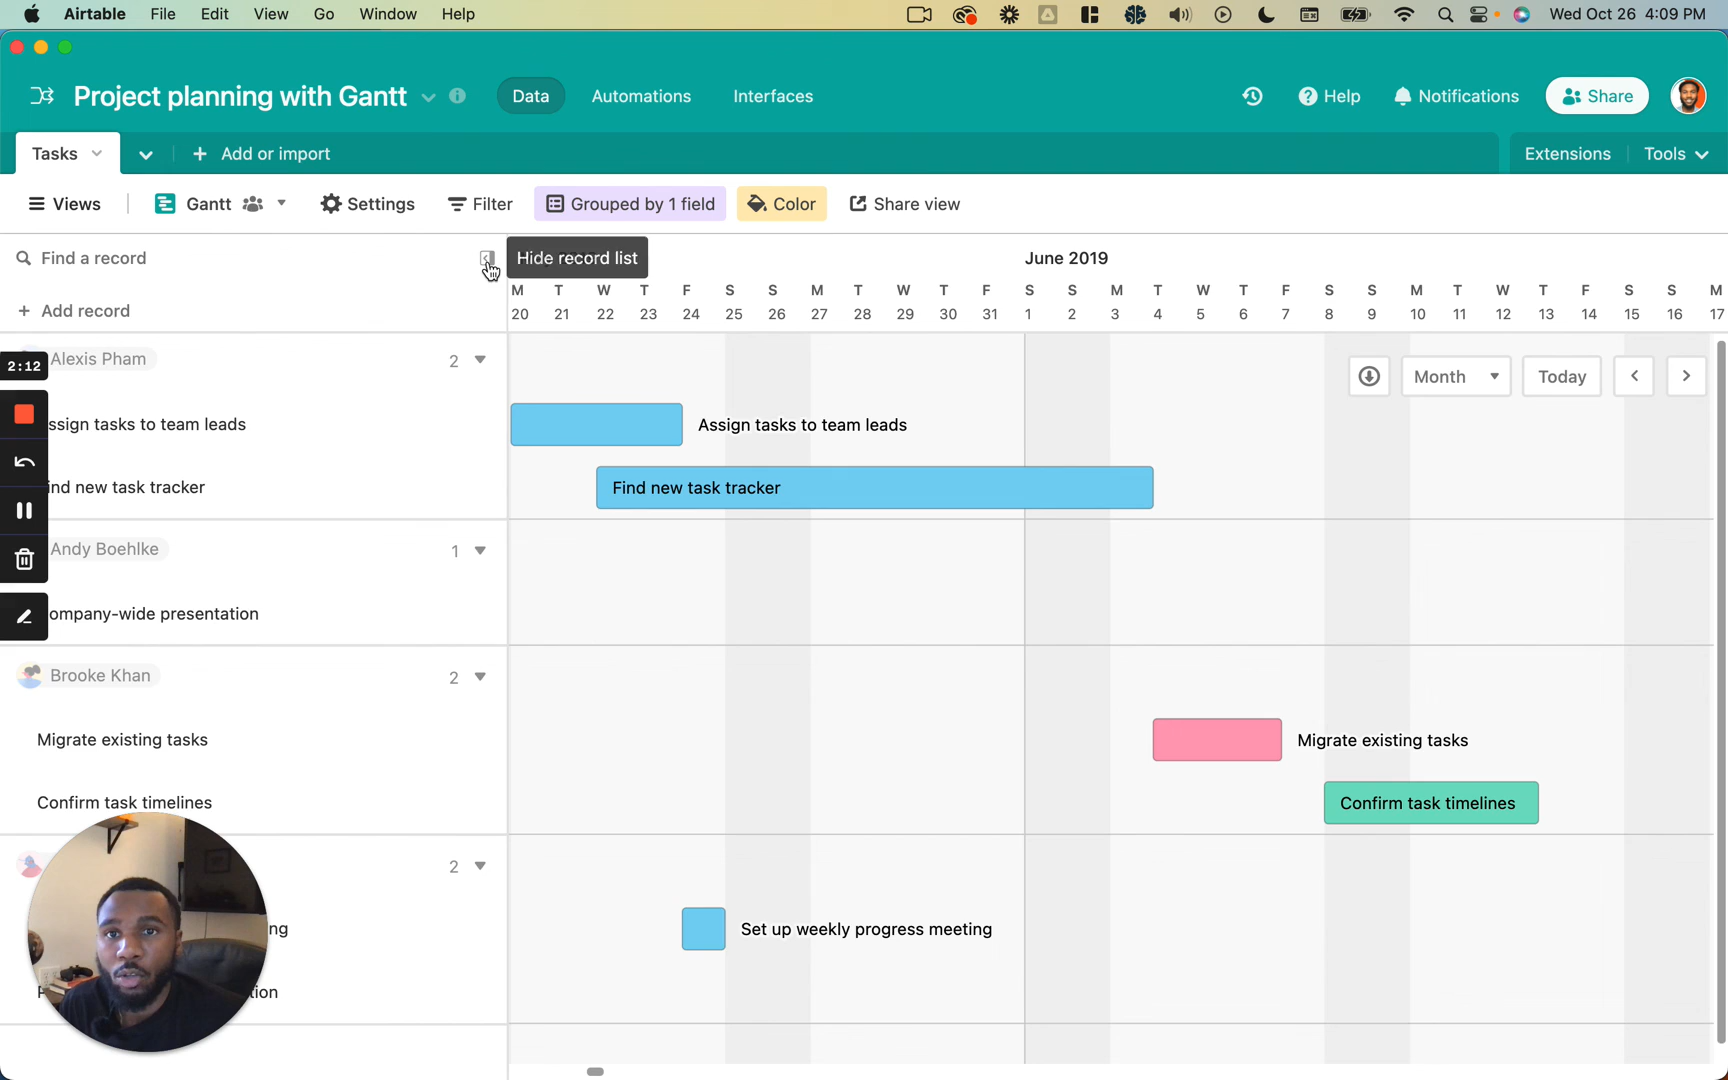 Airtable File Edit View Go Window Help Wed Oct 26 4:09 PM
Project planning with Gantt Data Automations Interfaces Help Notifications Share
Tasks Add or import Extensions Tools
Views Gantt Settings Filter Grouped by 1 field Color Share view
Find a record Hide record list June 2019
M T W T F S S M T W T F S S M T W T F S S M T W T F S S M
Add record 20 21 22 23 24 25 26 27 28 29 30 31 1 2 3 4 5 6 7 8 9 10 11 12 13 14 15 16 17
2:12 Alexis Pham 2
Month Today
ssign tasks to team leads Assign tasks to team leads
ind new task tracker Find new task tracker
Andy Boehlke 1
ompany-wide presentation
Brooke Khan 2
Migrate existing tasks Migrate existing tasks
Confirm task timelines Confirm task timelines
2
ng Set up weekly progress meeting
tion